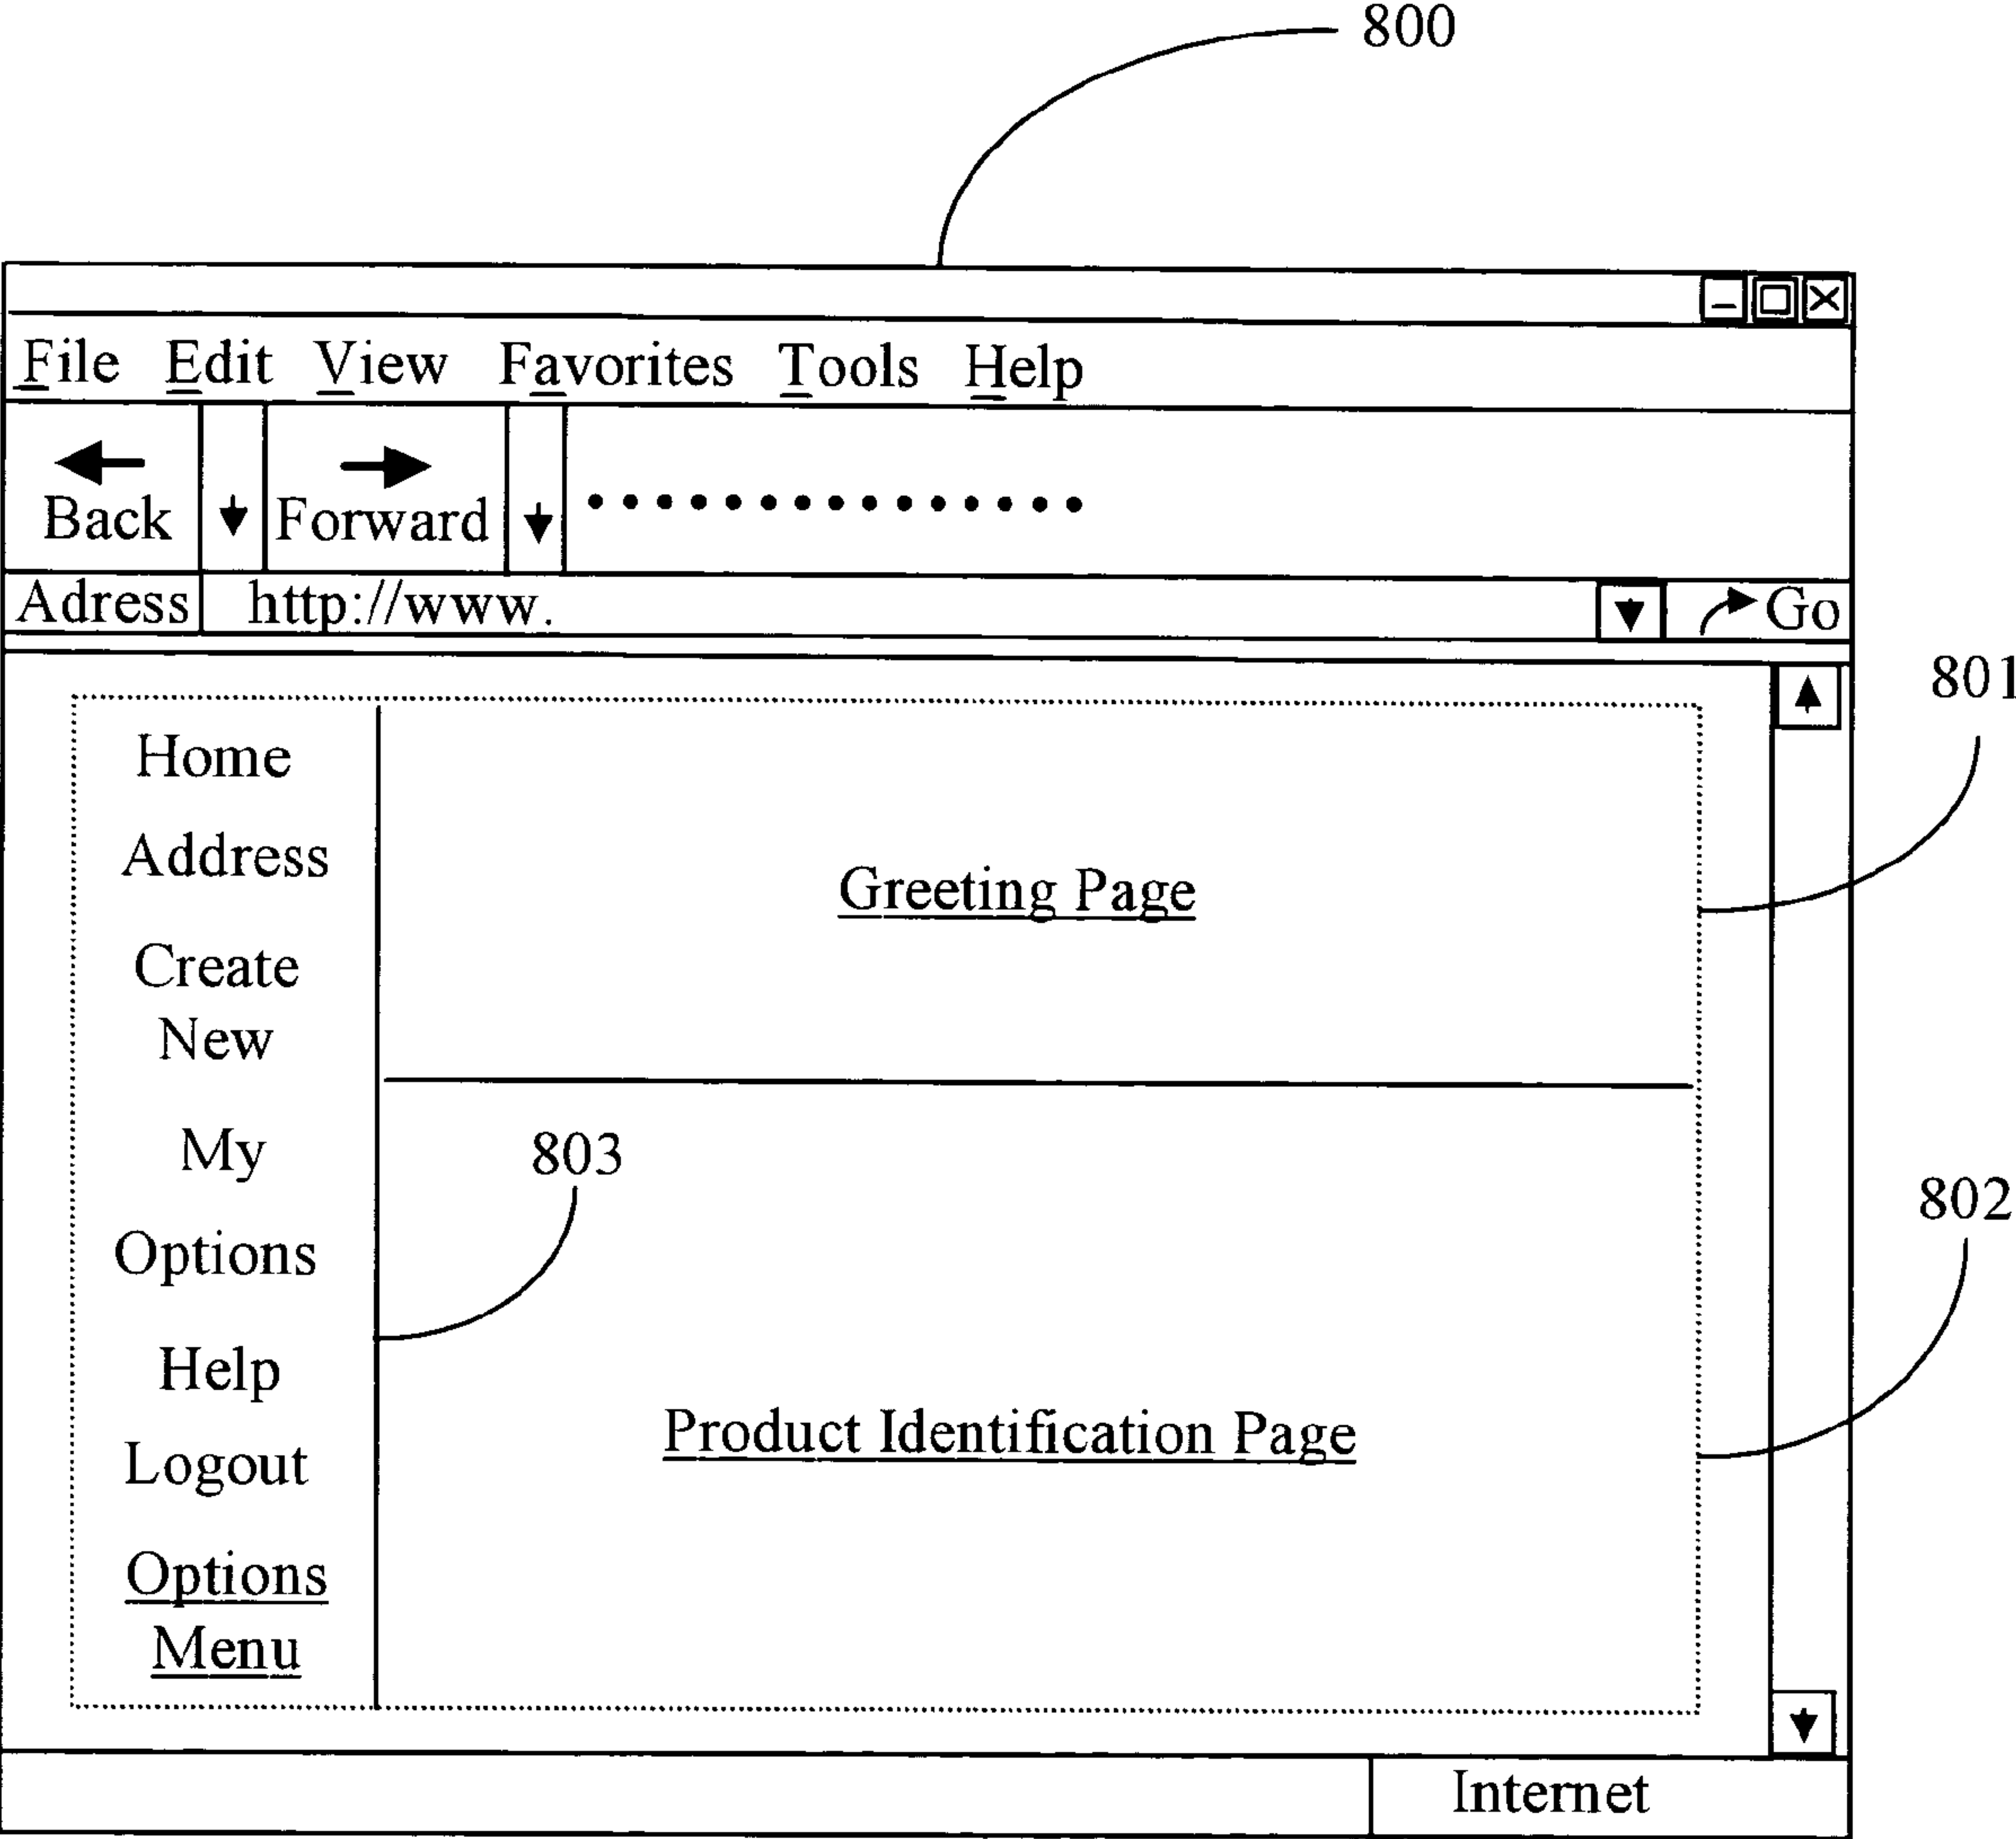 800
File Edit View Favorites Tools Help
Back Forward
Adress http://www. Go
801
Home
Address
Greeting Page
Create
New
My
803
802
Options
Help
Product Identification Page
Logout
Options
Menu
Internet